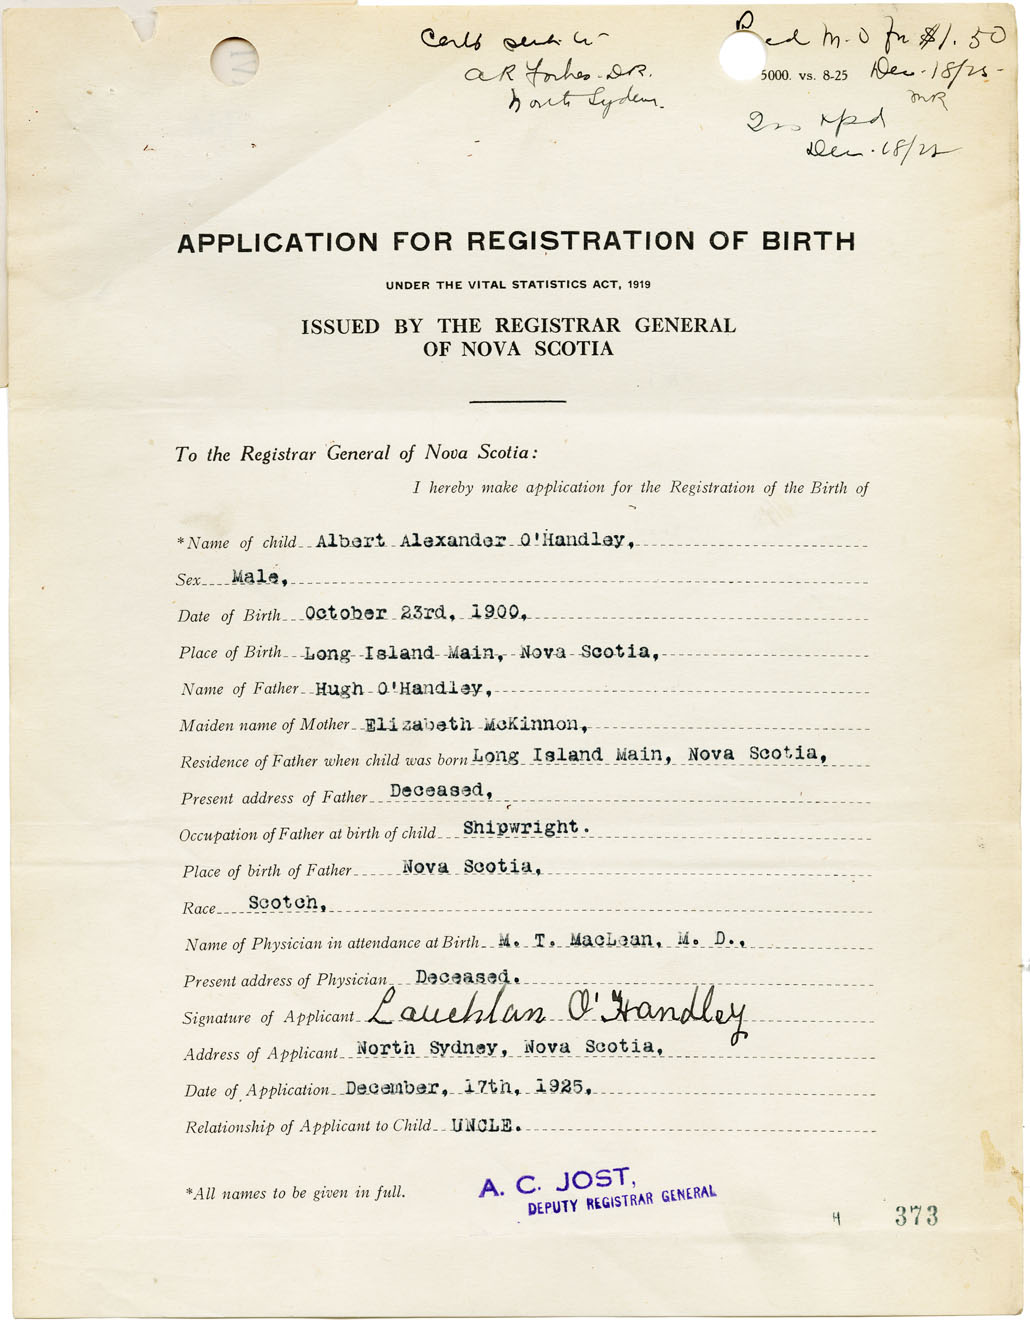 Certs sent to
A R Forbes - D.R.
North Sydney.
Recd M. O for $1.50
5000. vs. 8-25 Dec - 18/25 -
MR
Dec - 18/25
APPLICATION FOR REGISTRATION OF BIRTH
UNDER THE VITAL STATISTICS ACT, 1919
ISSUED BY THE REGISTRAR GENERAL
OF NOVA SCOTIA
To the Registrar General of Nova Scotia:
I hereby make application for the Registration of the Birth of
*Name of child Albert Alexander O'Handley,
Sex Male,
Date of Birth October 23rd, 1900,
Place of Birth Long Island Main, Nova Scotia,
Name of Father Hugh O'Handley,
Maiden name of Mother Elizabeth McKinnon,
Residence of Father when child was born Long Island Main, Nova Scotia,
Present address of Father Deceased,
Occupation of Father at birth of child Shipwright.
Place of birth of Father Nova Scotia,
Race Scotch,
Name of Physician in attendance at Birth M. T. MacLean, M. D.,
Present address of Physician Deceased.
Signature of Applicant Lauchlan O'Handley
Address of Applicant North Sydney, Nova Scotia,
Date of Application December, 17th, 1925,
Relationship of Applicant to Child UNCLE.
*All names to be given in full.
A. C. JOST,
DEPUTY REGISTRAR GENERAL
H 373